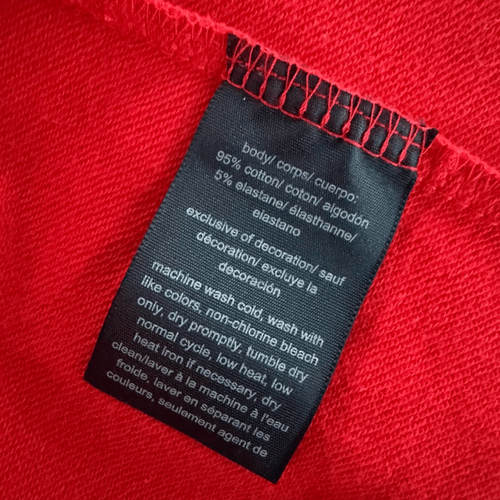 body/ corps/ cuerpo:
95% cotton/ coton/ algodón
5% elastane/ élasthanne/
elastano
exclusive of decoration/ sauf
décoration/ excluye la
decoración
machine wash cold, wash with
like colors, non-chlorine bleach
only, dry promptly, tumble dry
normal cycle, low heat, low
heat iron if necessary, dry
clean/laver à la machine à l'eau
froide, laver en séparant les
couleurs, seulement agent de